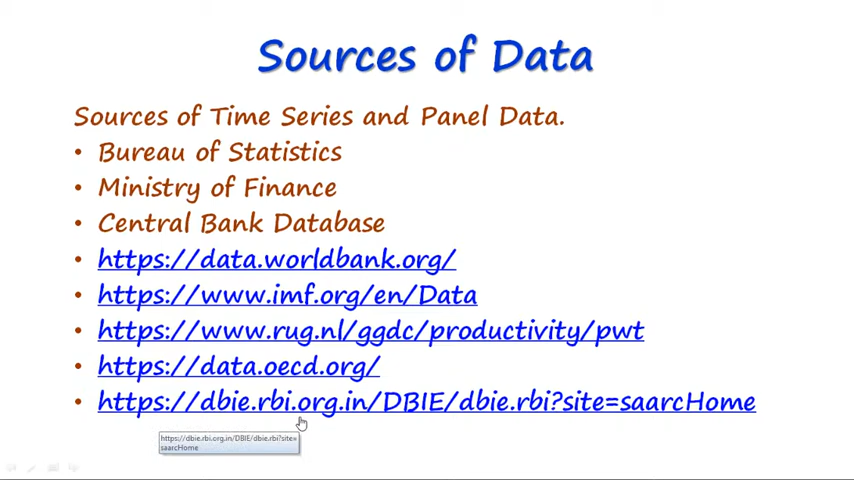 Sources of Data
Sources of Time Series and Panel Data.
• Bureau of Statistics
• Ministry of Finance
• Central Bank Database
• https://data.worldbank.org/
• https://www.imf.org/en/Data
• https://www.rug.nl/ggdc/productivity/pwt
• https://data.oecd.org/
• https://dbie.rbi.org.in/DBIE/dbie.rbi?site=saarcHome
https://dbie.rbi.org.in/DBIE/dbie.rbi?site=
saarcHome